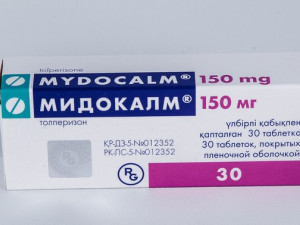 tolperisone
MYDOCALM® 150 mg
МИДОКАЛМ® 150 мг
толперизон
ҚР-ДЗ-5-№012352
РК-ЛС-5-№012352
үлбірлі қабықпен
қапталған 30 таблетка
30 таблеток, покрытых
пленочной оболочкой
RG
30